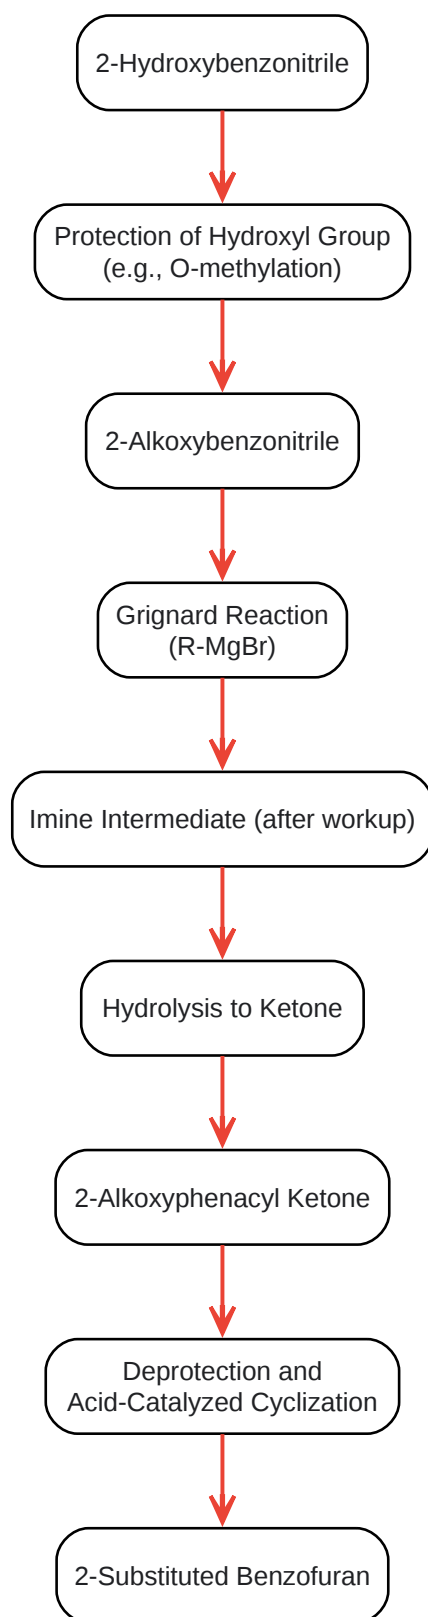 2-Hydroxybenzonitrile
Protection of Hydroxyl Group
(e.g., O-methylation)
2-Alkoxybenzonitrile
Grignard Reaction
(R-MgBr)
Imine Intermediate (after workup)
Hydrolysis to Ketone
2-Alkoxyphenacyl Ketone
Deprotection and
Acid-Catalyzed Cyclization
2-Substituted Benzofuran